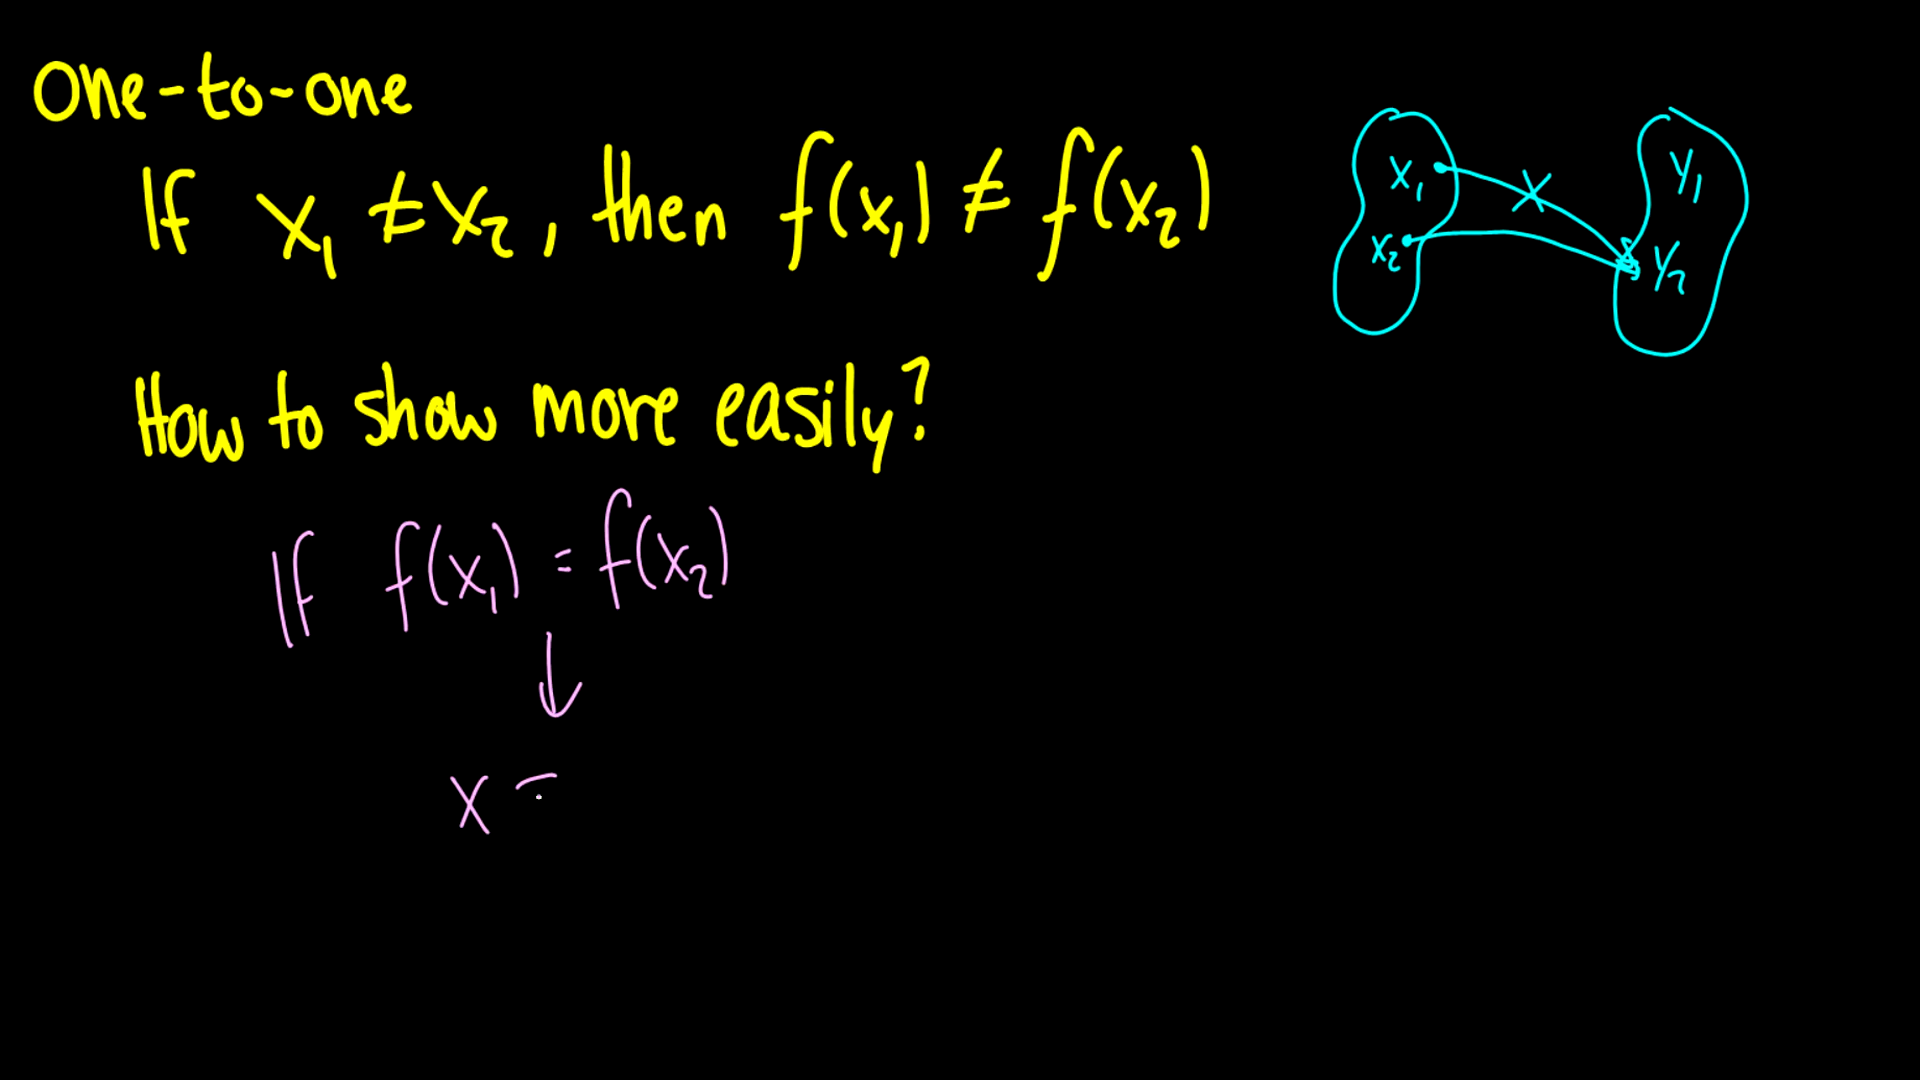 One-to-one
If x₁ ≠ x₂, then f(x₁) ≠ f(x₂)
x₁
x₂
y₁
y₂
How to show more easily?
If f(x₁) = f(x₂)
↓
x =